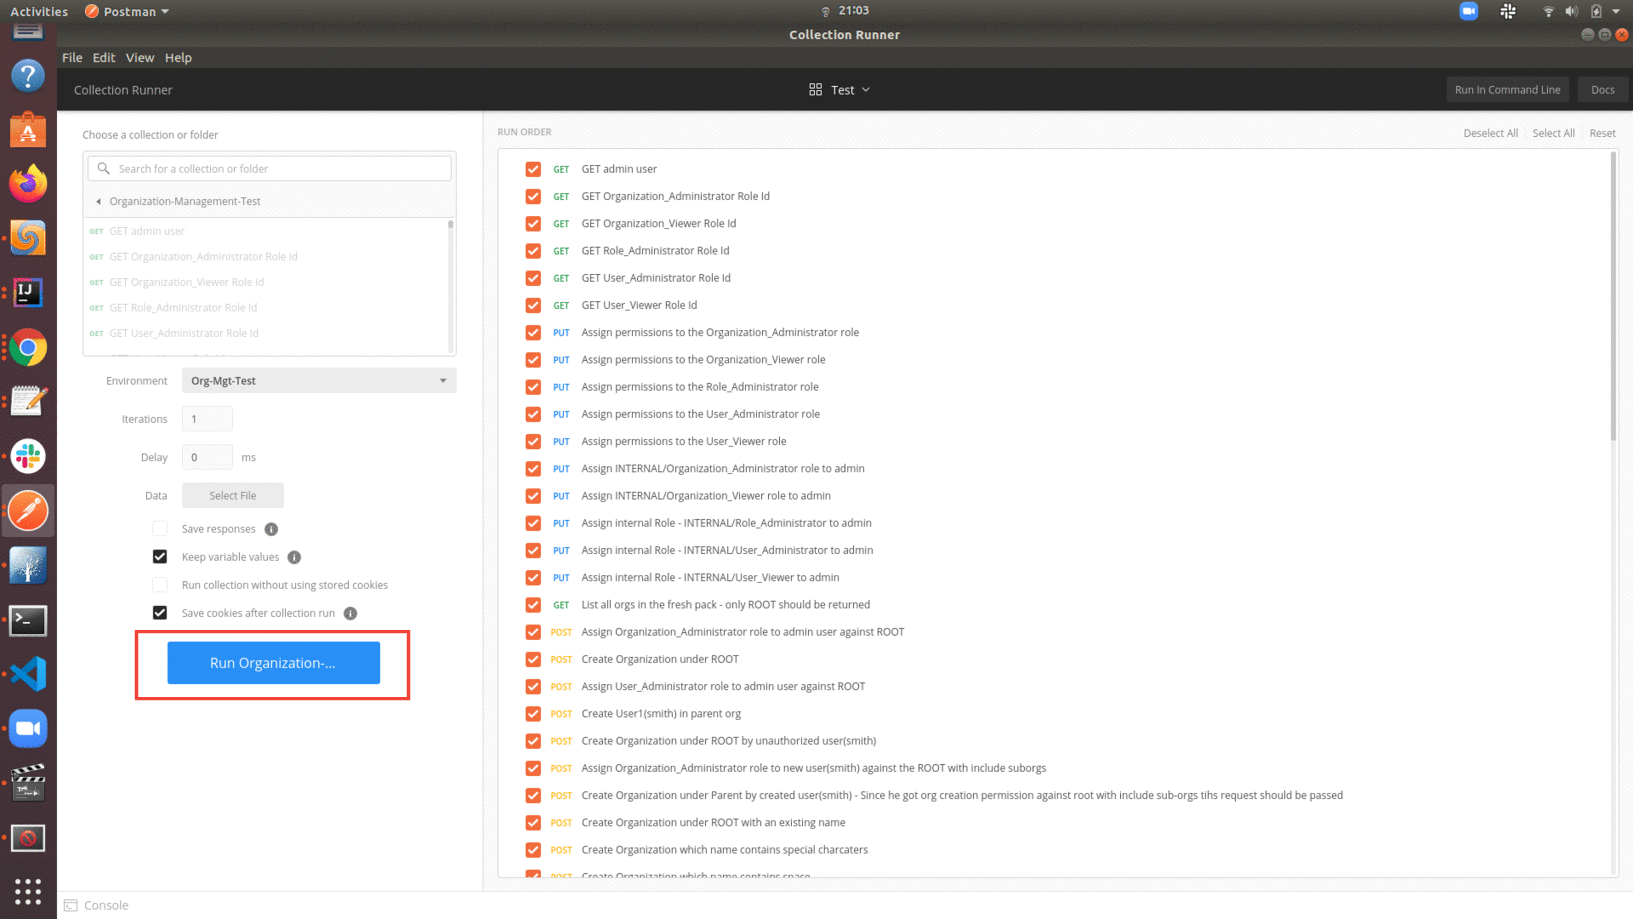 Activities Postman 21:03
Collection Runner
File Edit View Help
Collection Runner Test Run In Command Line Docs
Choose a collection or folder
Search for a collection or folder
Organization-Management-Test
GET GET admin user
GET GET Organization_Administrator Role Id
GET GET Organization_Viewer Role Id
GET GET Role_Administrator Role Id
GET GET User_Administrator Role Id
Environment Org-Mgt-Test
Iterations 1
Delay 0 ms
Data Select File
Save responses
Keep variable values
Run collection without using stored cookies
Save cookies after collection run
Run Organization-...
RUN ORDER Deselect All Select All Reset
GET GET admin user
GET GET Organization_Administrator Role Id
GET GET Organization_Viewer Role Id
GET GET Role_Administrator Role Id
GET GET User_Administrator Role Id
GET GET User_Viewer Role Id
PUT Assign permissions to the Organization_Administrator role
PUT Assign permissions to the Organization_Viewer role
PUT Assign permissions to the Role_Administrator role
PUT Assign permissions to the User_Administrator role
PUT Assign permissions to the User_Viewer role
PUT Assign INTERNAL/Organization_Administrator role to admin
PUT Assign INTERNAL/Organization_Viewer role to admin
PUT Assign internal Role - INTERNAL/Role_Administrator to admin
PUT Assign internal Role - INTERNAL/User_Administrator to admin
PUT Assign internal Role - INTERNAL/User_Viewer to admin
GET List all orgs in the fresh pack - only ROOT should be returned
POST Assign Organization_Administrator role to admin user against ROOT
POST Create Organization under ROOT
POST Assign User_Administrator role to admin user against ROOT
POST Create User1(smith) in parent org
POST Create Organization under ROOT by unauthorized user(smith)
POST Assign Organization_Administrator role to new user(smith) against the ROOT with include suborgs
POST Create Organization under Parent by created user(smith) - Since he got org creation permission against root with include sub-orgs tihs request should be passed
POST Create Organization under ROOT with an existing name
POST Create Organization which name contains special charcaters
POST Create Organization which name contains space
Console